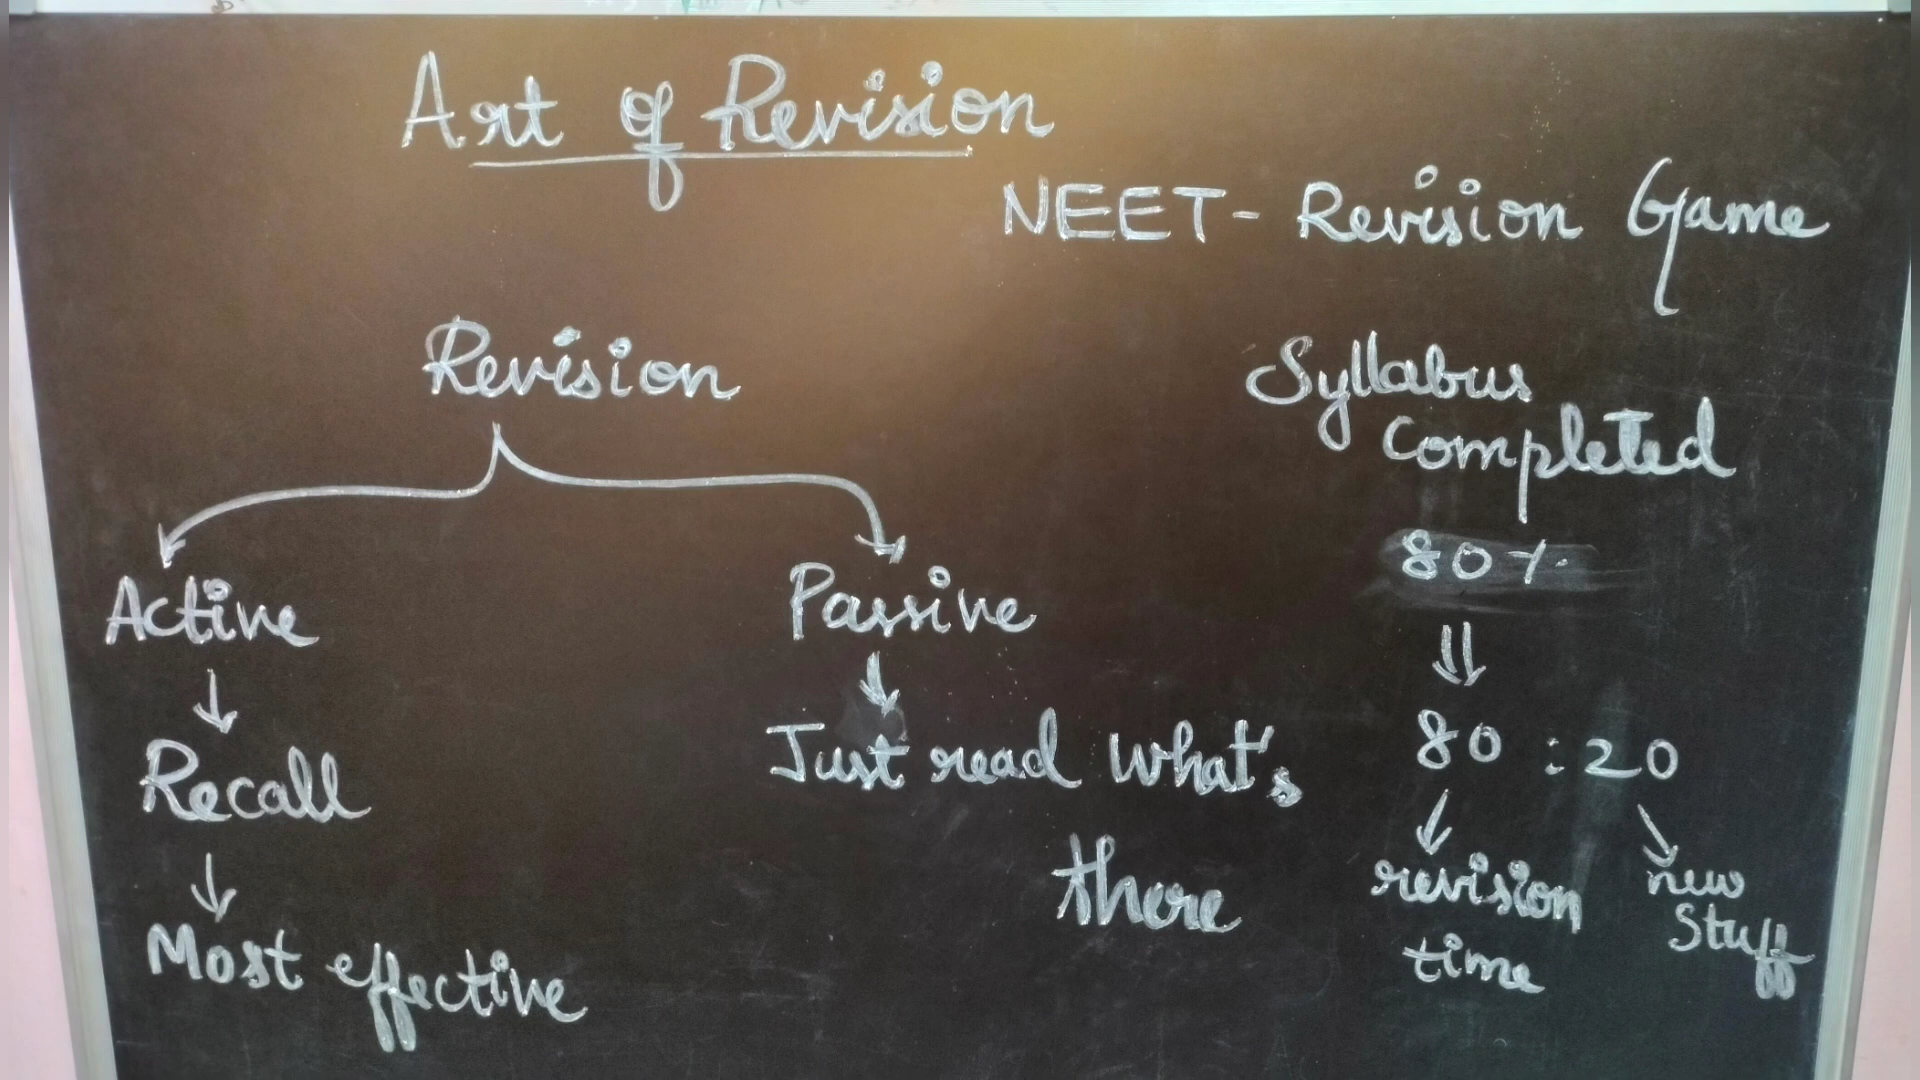 Art of Revision
NEET- Revision Game
Revision
Active
Recall
Most effective
Passive
Just read what's
there
Syllabus
Completed
80%
80 : 20
revision
time
new
Stuff